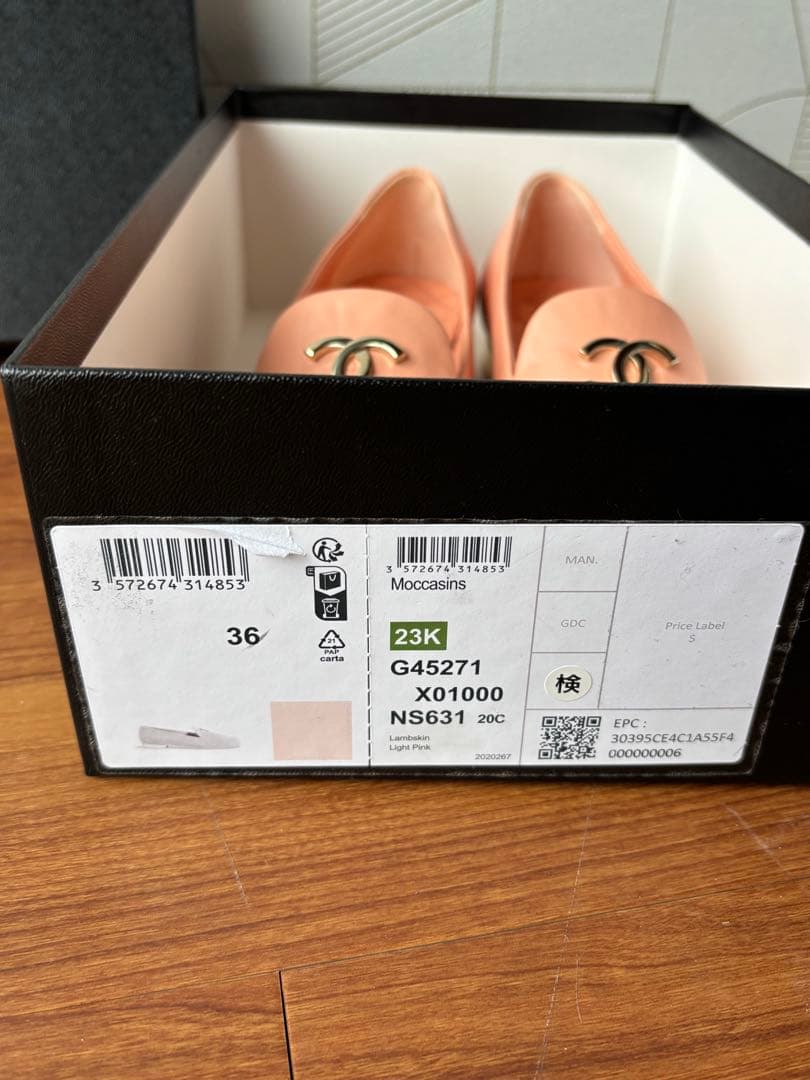 3 572674 314853
36
21
PAP
carta
3 572674 314853
Moccasins
23K
G45271
X01000
NS631 20C
Lambskin
Light Pink
2020267
MAN.
GDC
検
Price Label
S
EPC :
30395CE4C1A55F4
000000006